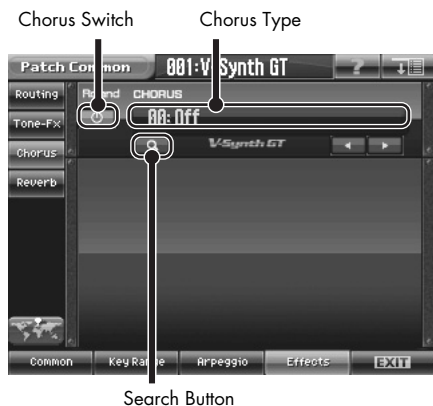 Chorus Switch
Chorus Type
Patch Common
001:V-Synth GT
?
Routing
Sound
CHORUS
Tone-Fx
00: Off
Chorus
V-Synth GT
Reverb
Common
Key Range
Arpeggio
Effects
EXIT
Search Button